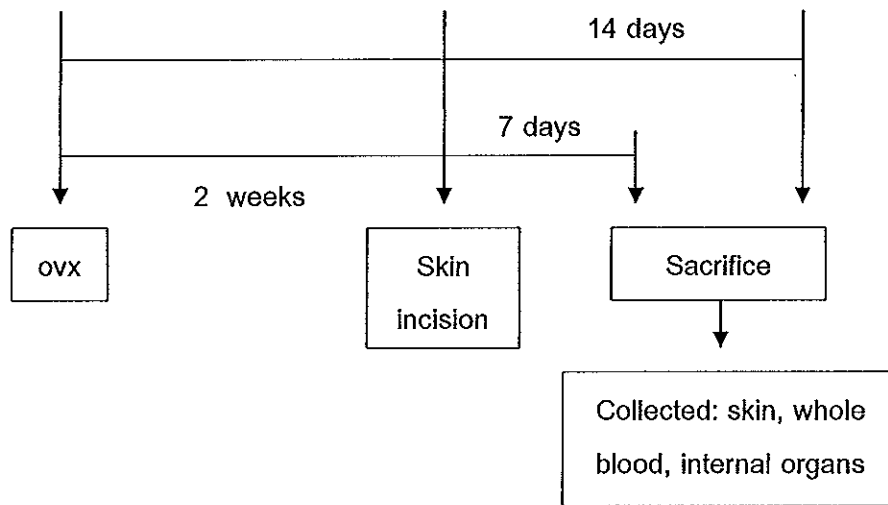 14 days
7 days
2 weeks
ovx
Skin
incision
Sacrifice
Collected: skin, whole
blood, internal organs